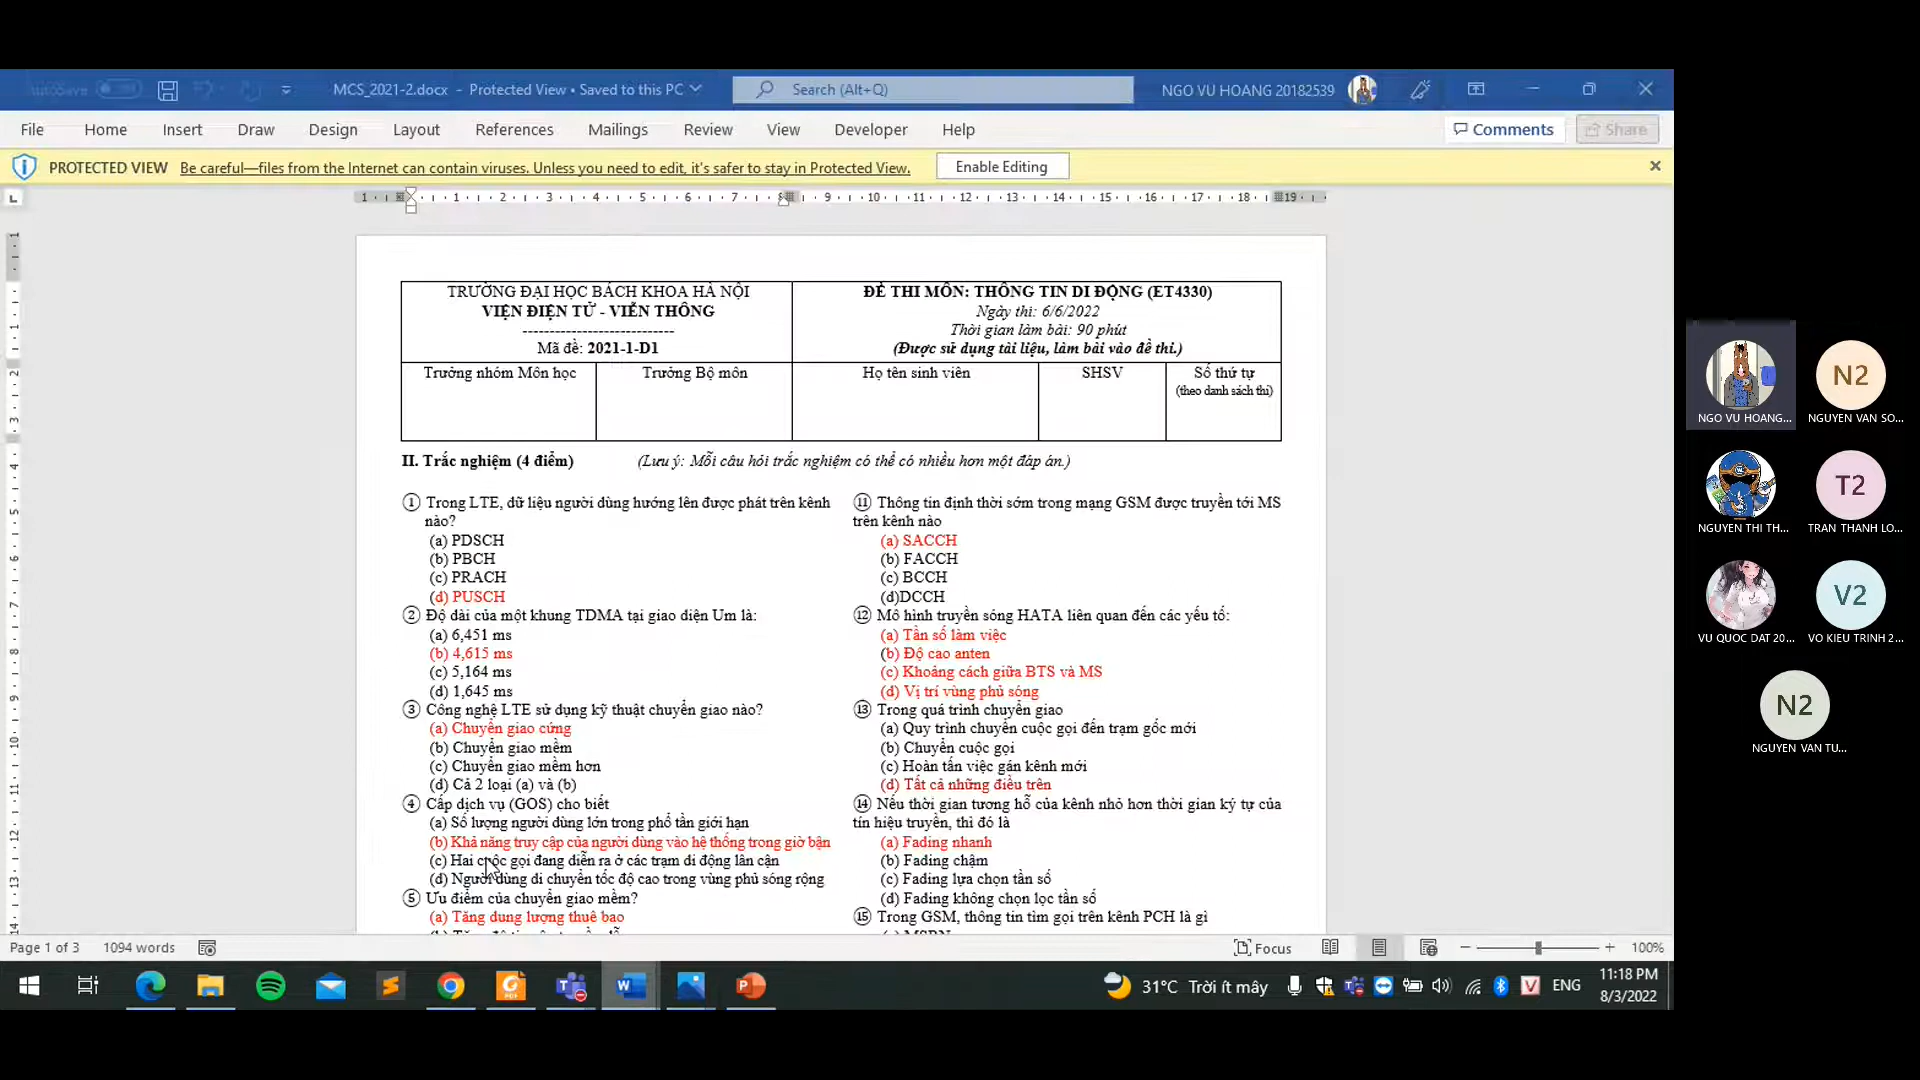 AutoSave
MCS_2021-2.docx - Protected View • Saved to this PC
Search (Alt+Q)
NGO VU HOANG 20182539
File Home Insert Draw Design Layout References Mailings Review View Developer Help
Comments
Share
PROTECTED VIEW Be careful—files from the Internet can contain viruses. Unless you need to edit, it's safer to stay in Protected View.
Enable Editing
1 1 2 3 4 5 6 7 9 10 11 12 13 14 15 16 17 18 19
TRƯỜNG ĐẠI HỌC BÁCH KHOA HÀ NỘI
VIỆN ĐIỆN TỬ - VIỄN THÔNG
---------------------------
Mã đề: 2021-1-D1
ĐỀ THI MÔN: THÔNG TIN DI ĐỘNG (ET4330)
Ngày thi: 6/6/2022
Thời gian làm bài: 90 phút
(Được sử dụng tài liệu, làm bài vào đề thi.)
Trưởng nhóm Môn học
Trưởng Bộ môn
Họ tên sinh viên
SHSV
Số thứ tự
(theo danh sách thi)
II. Trắc nghiệm (4 điểm) (Lưu ý: Mỗi câu hỏi trắc nghiệm có thể có nhiều hơn một đáp án.)
① Trong LTE, dữ liệu người dùng hướng lên được phát trên kênh
nào?
(a) PDSCH
(b) PBCH
(c) PRACH
(d) PUSCH
② Độ dài của một khung TDMA tại giao diện Um là:
(a) 6,451 ms
(b) 4,615 ms
(c) 5,164 ms
(d) 1,645 ms
③ Công nghệ LTE sử dụng kỹ thuật chuyển giao nào?
(a) Chuyển giao cứng
(b) Chuyển giao mềm
(c) Chuyển giao mềm hơn
(d) Cả 2 loại (a) và (b)
④ Cấp dịch vụ (GOS) cho biết
(a) Số lượng người dùng lớn trong phổ tần giới hạn
(b) Khả năng truy cập của người dùng vào hệ thống trong giờ bận
(c) Hai cuộc gọi đang diễn ra ở các trạm di động lân cận
(d) Người dùng di chuyển tốc độ cao trong vùng phủ sóng rộng
⑤ Ưu điểm của chuyển giao mềm?
(a) Tăng dung lượng thuê bao
⑪ Thông tin định thời sớm trong mạng GSM được truyền tới MS
trên kênh nào
(a) SACCH
(b) FACCH
(c) BCCH
(d)DCCH
⑫ Mô hình truyền sóng HATA liên quan đến các yếu tố:
(a) Tần số làm việc
(b) Độ cao anten
(c) Khoảng cách giữa BTS và MS
(d) Vị trí vùng phủ sóng
⑬ Trong quá trình chuyển giao
(a) Quy trình chuyển cuộc gọi đến trạm gốc mới
(b) Chuyển cuộc gọi
(c) Hoàn tấn việc gán kênh mới
(d) Tất cả những điều trên
⑭ Nếu thời gian tương hỗ của kênh nhỏ hơn thời gian ký tự của
tín hiệu truyền, thì đó là
(a) Fading nhanh
(b) Fading chậm
(c) Fading lựa chọn tần số
(d) Fading không chọn lọc tần số
⑮ Trong GSM, thông tin tìm gọi trên kênh PCH là gì
Page 1 of 3 1094 words
Focus
100%
31°C Trời ít mây
ENG
11:18 PM
8/3/2022
NGO VU HOANG...
N2
NGUYEN VAN SO...
NGUYEN THI TH...
T2
TRAN THANH LO...
VU QUOC DAT 20...
V2
VO KIEU TRINH 2...
N2
NGUYEN VAN TU...